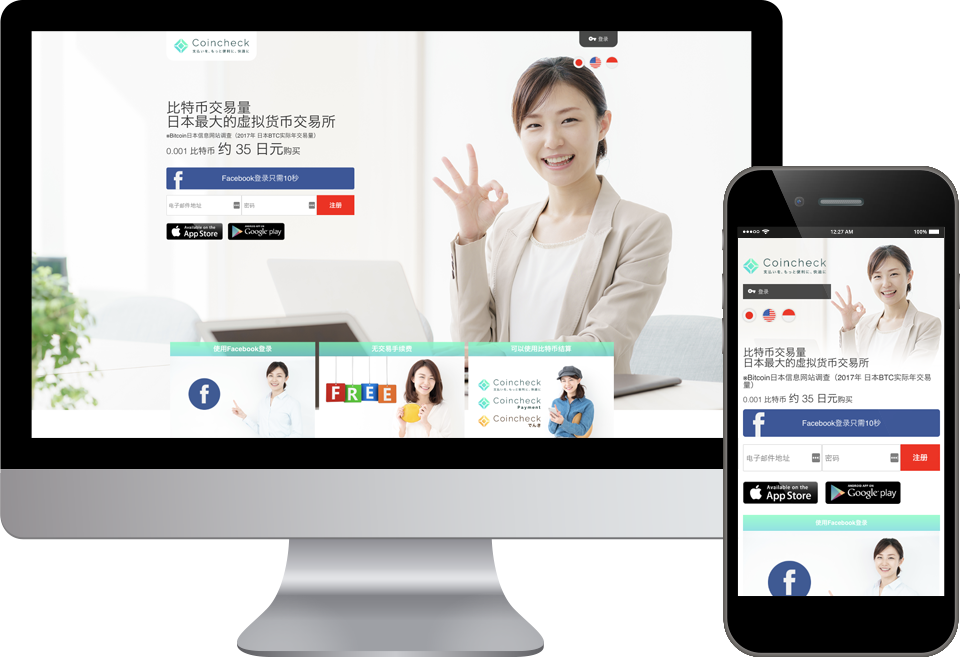 Coincheck
支払いを、もっと便利に、快適に
登录
比特币交易量
日本最大的虚拟货币交易所
※Bitcoin日本信息网站调查（2017年 日本BTC实际年交易量）
0.001 比特币 约 35 日元购买
f
Facebook登录只需10秒
电子邮件地址
密码
注册
Available on the
App Store
ANDROID APP ON
Google play
使用Facebook登录
无交易手续费
可以使用比特币结算
f
FREE
Coincheck
支払いを、もっと便利に、快適に
Coincheck
Payment
Coincheck
でんき
12:27 AM
100%
Coincheck
支払いを、もっと便利に、快適に
登录
比特币交易量
日本最大的虚拟货币交易所
※Bitcoin日本信息网站调查（2017年 日本BTC实际年交易
量）
0.001 比特币 约 35 日元购买
f
Facebook登录只需10秒
电子邮件地址
密码
注册
Available on the
App Store
ANDROID APP ON
Google play
使用Facebook登录
f